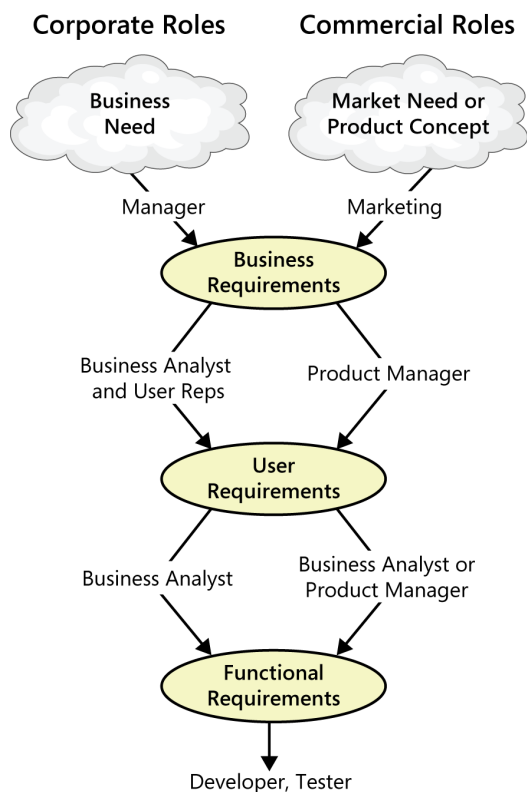 Corporate Roles
Commercial Roles
Business
Need
Market Need or
Product Concept
Manager
Marketing
Business
Requirements
Business Analyst
and User Reps
Product Manager
User
Requirements
Business Analyst
Business Analyst or
Product Manager
Functional
Requirements
Developer, Tester